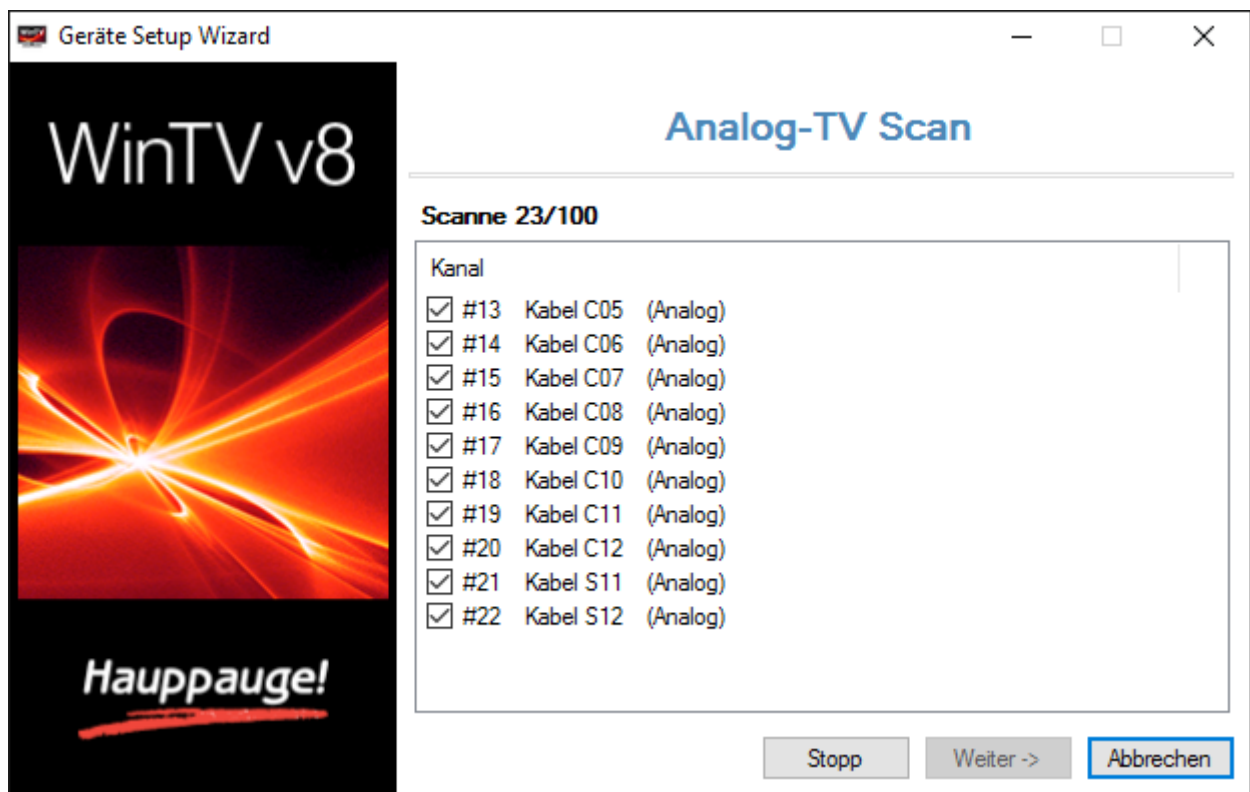 Geräte Setup Wizard
WinTV v8
Analog-TV Scan
Scanne 23/100
Kanal
#13 Kabel C05 (Analog)
#14 Kabel C06 (Analog)
#15 Kabel C07 (Analog)
#16 Kabel C08 (Analog)
#17 Kabel C09 (Analog)
#18 Kabel C10 (Analog)
#19 Kabel C11 (Analog)
#20 Kabel C12 (Analog)
#21 Kabel S11 (Analog)
#22 Kabel S12 (Analog)
Hauppauge!
Stopp Weiter -> Abbrechen